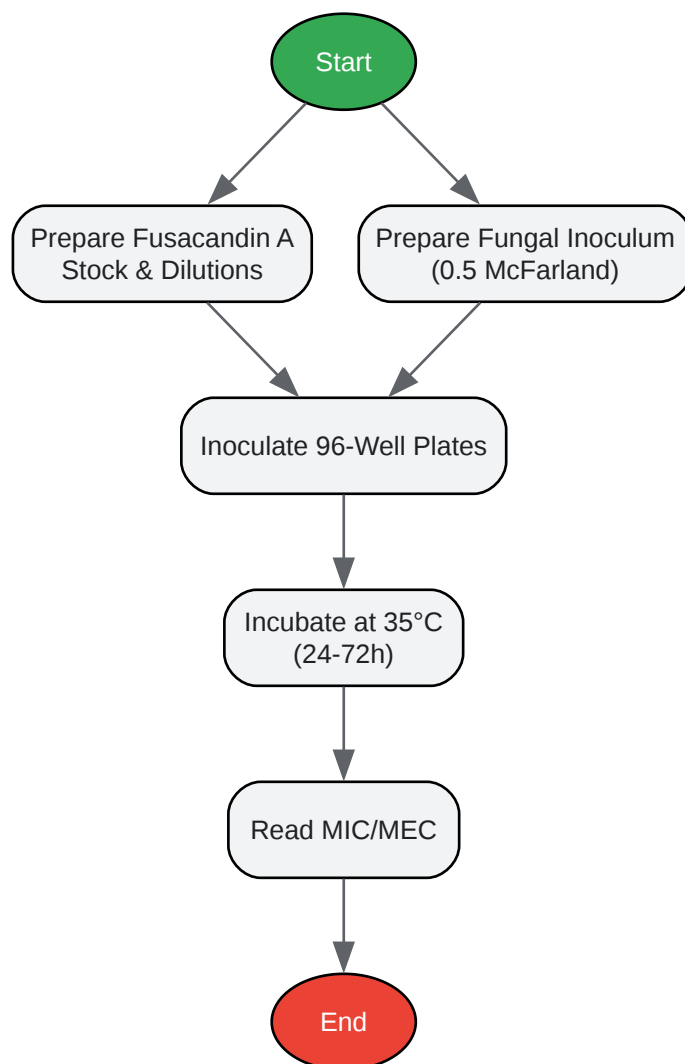 Start
Prepare Fusacandin A
Stock & Dilutions
Prepare Fungal Inoculum
(0.5 McFarland)
Inoculate 96-Well Plates
Incubate at 35°C
(24-72h)
Read MIC/MEC
End